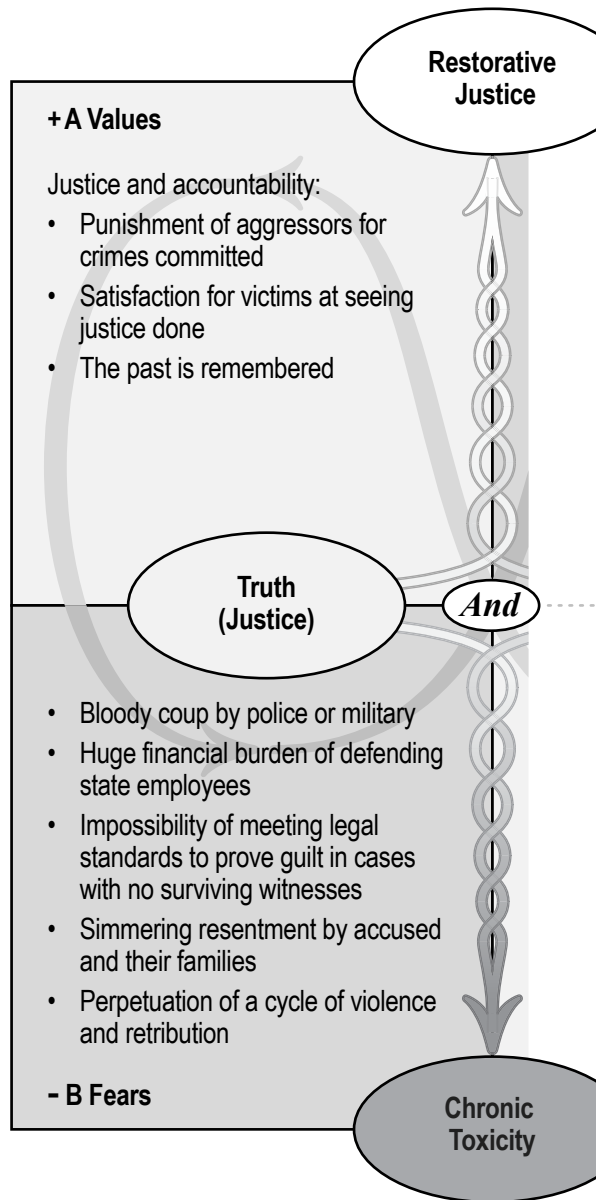 Restorative
Justice
+A Values
Justice and accountability:
• Punishment of aggressors for
crimes committed
• Satisfaction for victims at seeing
justice done
• The past is remembered
Truth
(Justice)
And
• Bloody coup by police or military
• Huge financial burden of defending
state employees
• Impossibility of meeting legal
standards to prove guilt in cases
with no surviving witnesses
• Simmering resentment by accused
and their families
• Perpetuation of a cycle of violence
and retribution
- B Fears
Chronic
Toxicity